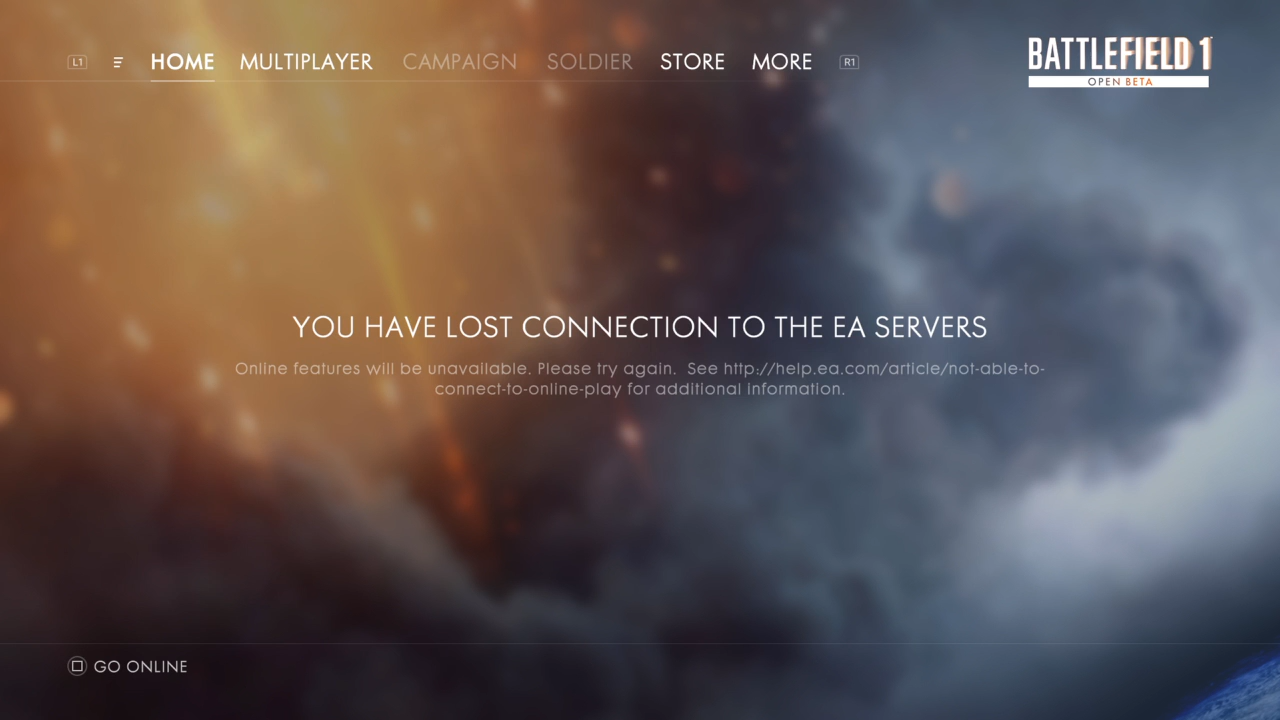 L1 HOME MULTIPLAYER CAMPAIGN SOLDIER STORE MORE R1
BATTLEFIELD 1
OPEN BETA
YOU HAVE LOST CONNECTION TO THE EA SERVERS
Online features will be unavailable. Please try again.  See http://help.ea.com/article/not-able-to-
connect-to-online-play for additional information.
GO ONLINE